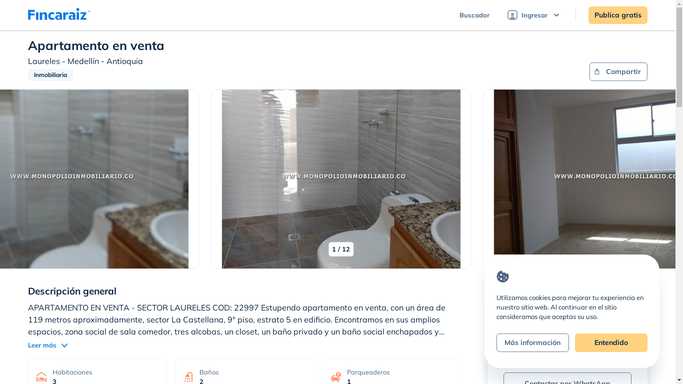 Fincaraiz
Buscador
Ingresar
Publica gratis
Apartamento en venta
Laureles - Medellín - Antioquia
Inmobiliaria
Compartir
WWW.MONOPOLIOINMOBILIARIO.CO
WWW.MONOPOLIOINMOBILIARIO.CO
WWW.MONOPOLIOINMOBILIARIO.CO
1 / 12
Descripción general
APARTAMENTO EN VENTA - SECTOR LAURELES COD: 22997 Estupendo apartamento en venta, con un área de
119 metros aproximadamente, sector La Castellana, 9° piso, estrato 5 en edificio. Encontramos en sus amplios
espacios, zona social de sala comedor, tres alcobas, un closet, un baño privado y un baño social enchapados y...
Leer más
Habitaciones
3
Baños
2
Parqueaderos
1
Utilizamos cookies para mejorar tu experiencia en
nuestro sitio web. Al continuar en el sitio
consideramos que aceptas su uso.
Más información
Entendido
Contactar por WhatsApp